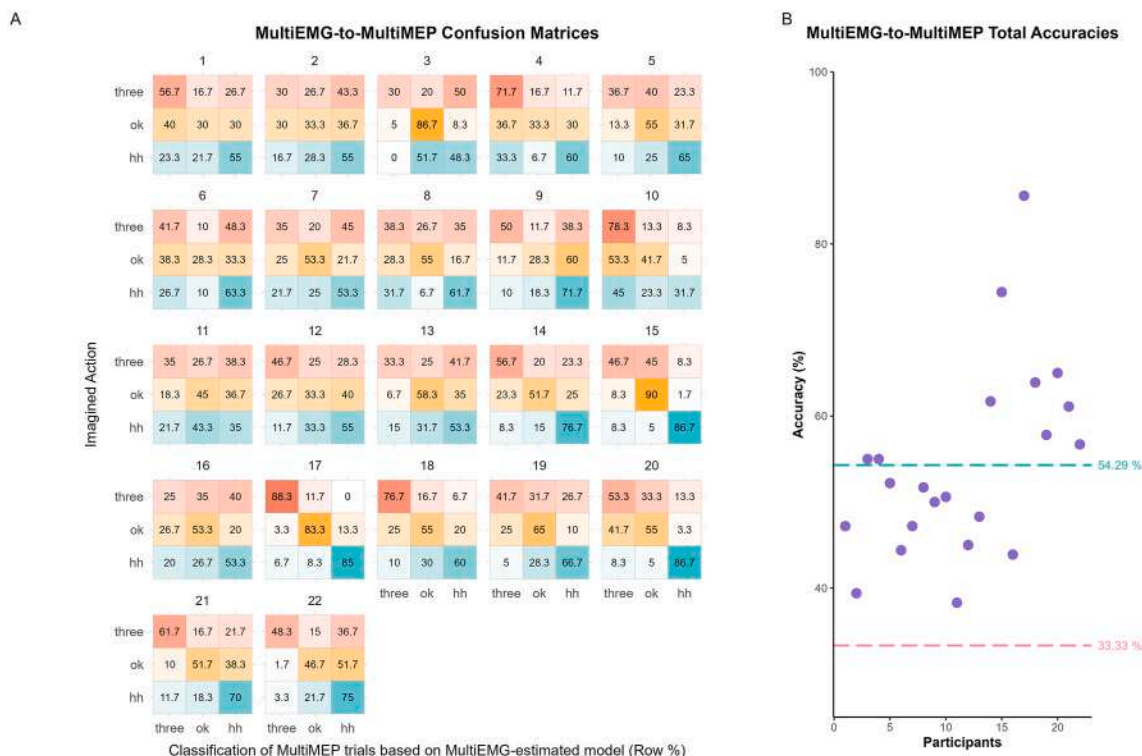 A
MultiEMG-to-MultiMEP Confusion Matrices
1 2 3 4 5
three 56.7 16.7 26.7 30 26.7 43.3 30 20 50 71.7 16.7 11.7 36.7 40 23.3
ok 40 30 30 30 33.3 36.7 5 86.7 8.3 36.7 33.3 30 13.3 55 31.7
hh 23.3 21.7 55 16.7 28.3 55 0 51.7 48.3 33.3 6.7 60 10 25 65
6 7 8 9 10
three 41.7 10 48.3 35 20 45 38.3 26.7 35 50 11.7 38.3 78.3 13.3 8.3
ok 38.3 28.3 33.3 25 53.3 21.7 28.3 55 16.7 11.7 28.3 60 53.3 41.7 5
hh 26.7 10 63.3 21.7 25 53.3 31.7 6.7 61.7 10 18.3 71.7 45 23.3 31.7
11 12 13 14 15
three 35 26.7 38.3 46.7 25 28.3 33.3 25 41.7 56.7 20 23.3 46.7 45 8.3
ok 18.3 45 36.7 26.7 33.3 40 6.7 58.3 35 23.3 51.7 25 8.3 90 1.7
hh 21.7 43.3 35 11.7 33.3 55 15 31.7 53.3 8.3 15 76.7 8.3 5 86.7
16 17 18 19 20
three 25 35 40 88.3 11.7 0 76.7 16.7 6.7 41.7 31.7 26.7 53.3 33.3 13.3
ok 26.7 53.3 20 3.3 83.3 13.3 25 55 20 25 65 10 41.7 55 3.3
hh 20 26.7 53.3 6.7 8.3 85 10 30 60 5 28.3 66.7 8.3 5 86.7
three ok hh three ok hh three ok hh
21 22
three 61.7 16.7 21.7 48.3 15 36.7
ok 10 51.7 38.3 1.7 46.7 51.7
hh 11.7 18.3 70 3.3 21.7 75
three ok hh three ok hh
Imagined Action
Classification of MultiMEP trials based on MultiEMG-estimated model (Row %)
B
MultiEMG-to-MultiMEP Total Accuracies
100
80
60
40
Accuracy (%)
54.29 %
33.33 %
0 5 10 15 20
Participants